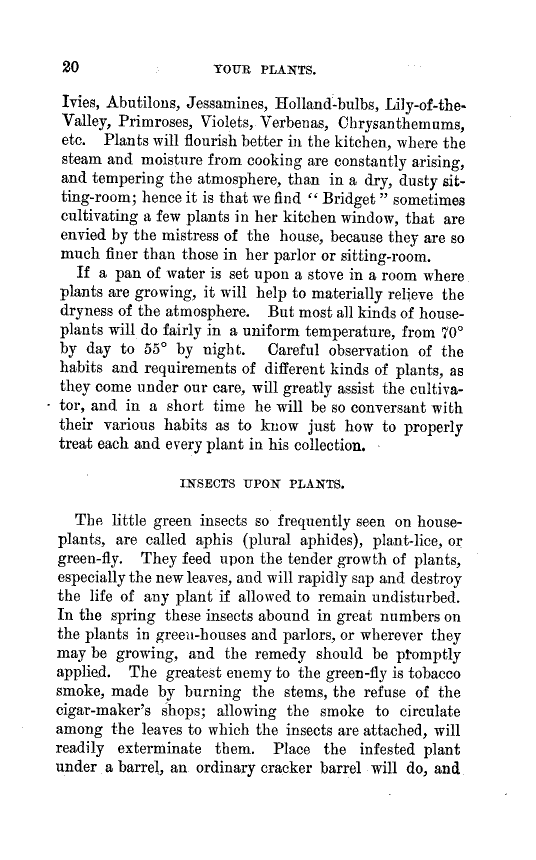 20 YOUR PLANTS.
Ivies, Abutilons, Jessamines, Holland-bulbs, Lily-of-the-
Valley, Primroses, Violets, Verbenas, Chrysanthemums,
etc. Plants will flourish better in the kitchen, where the
steam and moisture from cooking are constantly arising,
and tempering the atmosphere, than in a dry, dusty sit-
ting-room; hence it is that we find “ Bridget ” sometimes
cultivating a few plants in her kitchen window, that are
envied by the mistress of the house, because they are so
much finer than those in her parlor or sitting-room.
If a pan of water is set upon a stove in a room where
plants are growing, it will help to materially relieve the
dryness of the atmosphere. But most all kinds of house-
plants will do fairly in a uniform temperature, from 70°
by day to 55° by night. Careful observation of the
habits and requirements of different kinds of plants, as
they come under our care, will greatly assist the cultiva-
tor, and in a short time he will be so conversant with
their various habits as to know just how to properly
treat each and every plant in his collection.
INSECTS UPON PLANTS.
The little green insects so frequently seen on house-
plants, are called aphis (plural aphides), plant-lice, or
green-fly. They feed upon the tender growth of plants,
especially the new leaves, and will rapidly sap and destroy
the life of any plant if allowed to remain undisturbed.
In the spring these insects abound in great numbers on
the plants in green-houses and parlors, or wherever they
may be growing, and the remedy should be promptly
applied. The greatest enemy to the green-fly is tobacco
smoke, made by burning the stems, the refuse of the
cigar-maker's shops; allowing the smoke to circulate
among the leaves to which the insects are attached, will
readily exterminate them. Place the infested plant
under a barrel, an ordinary cracker barrel will do, and